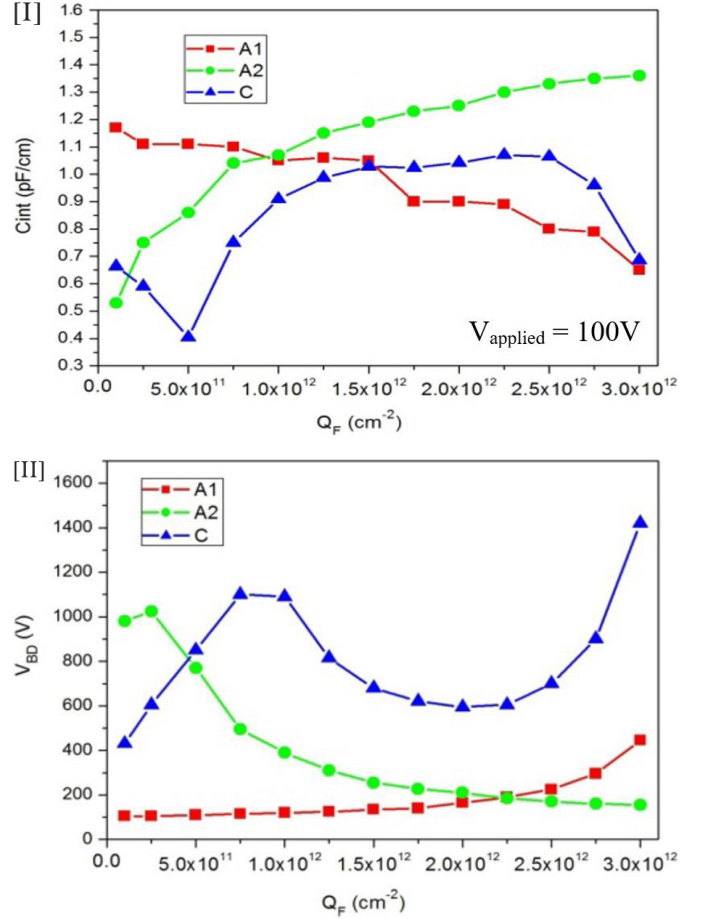 [I]
1.6
1.5
1.4
1.3
1.2
1.1
1.0
0.9
0.8
0.7
0.6
0.5
0.4
0.3
Cint (pF/cm)
A1
A2
C
V_applied = 100V
0.0 5.0x10^11 1.0x10^12 1.5x10^12 2.0x10^12 2.5x10^12 3.0x10^12
Q_F (cm^-2)
[II]
1600
1400
1200
1000
800
600
400
200
0
V_BD (V)
A1
A2
C
0.0 5.0x10^11 1.0x10^12 1.5x10^12 2.0x10^12 2.5x10^12 3.0x10^12
Q_F (cm^-2)